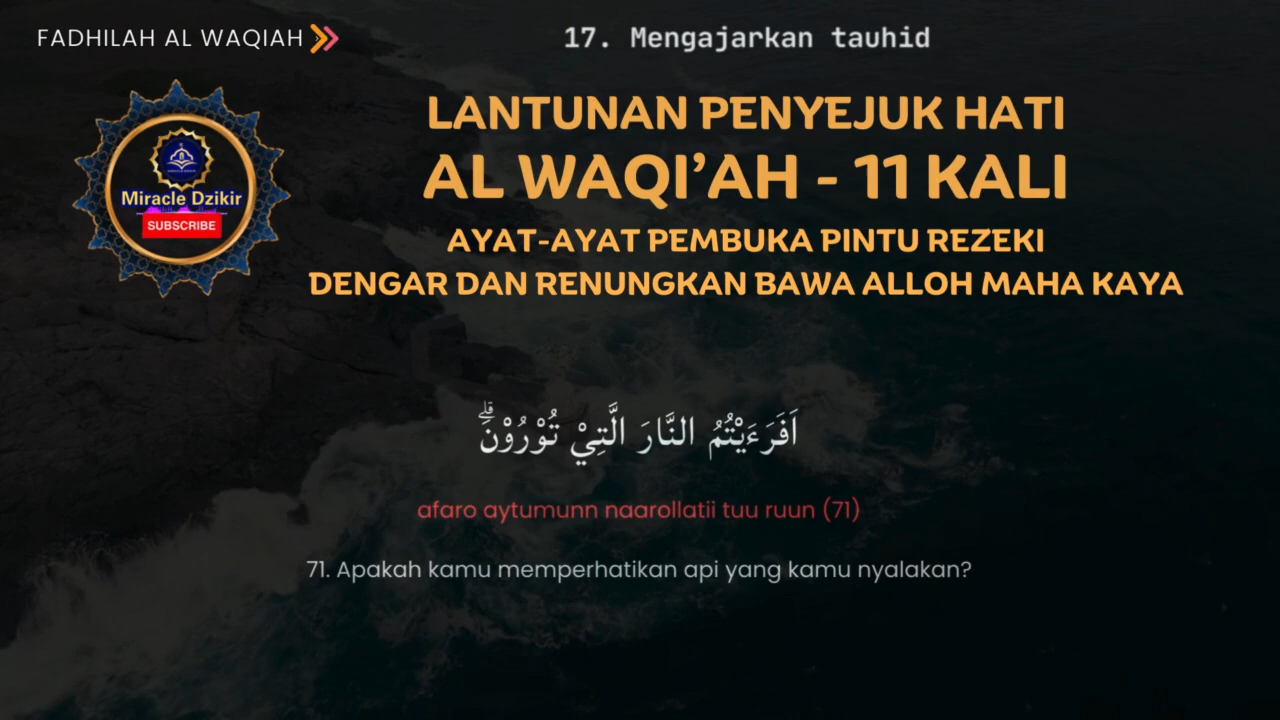 FADHILAH AL WAQIAH
17. Mengajarkan tauhid
LANTUNAN PENYEJUK HATI
AL WAQI'AH - 11 KALI
AYAT-AYAT PEMBUKA PINTU REZEKI
DENGAR DAN RENUNGKAN BAWA ALLOH MAHA KAYA
Miracle Dzikir
SUBSCRIBE
اَفَرَءَيْتُمُ النَّارَ الَّتِيْ تُوْرُوْنَۗ
afaro aytumunn naarollatii tuu ruun (71)
71. Apakah kamu memperhatikan api yang kamu nyalakan?